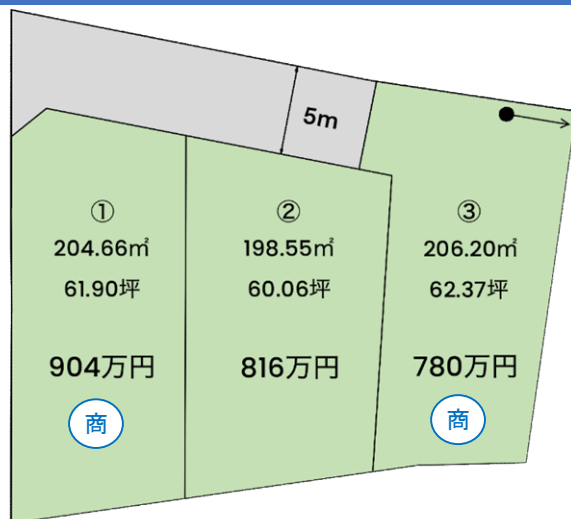 5m
①
204.66㎡
61.90坪
904万円
商
②
198.55㎡
60.06坪
816万円
③
206.20㎡
62.37坪
780万円
商